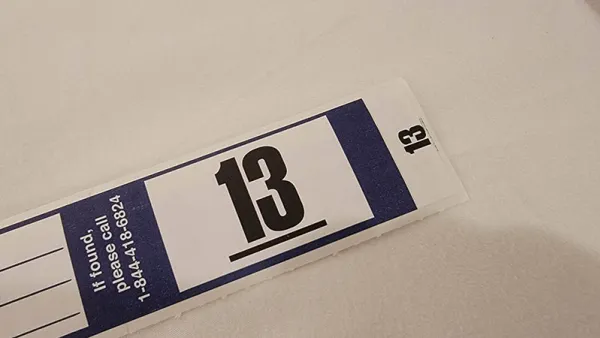 If found,
please call
1-844-418-6824
13
13